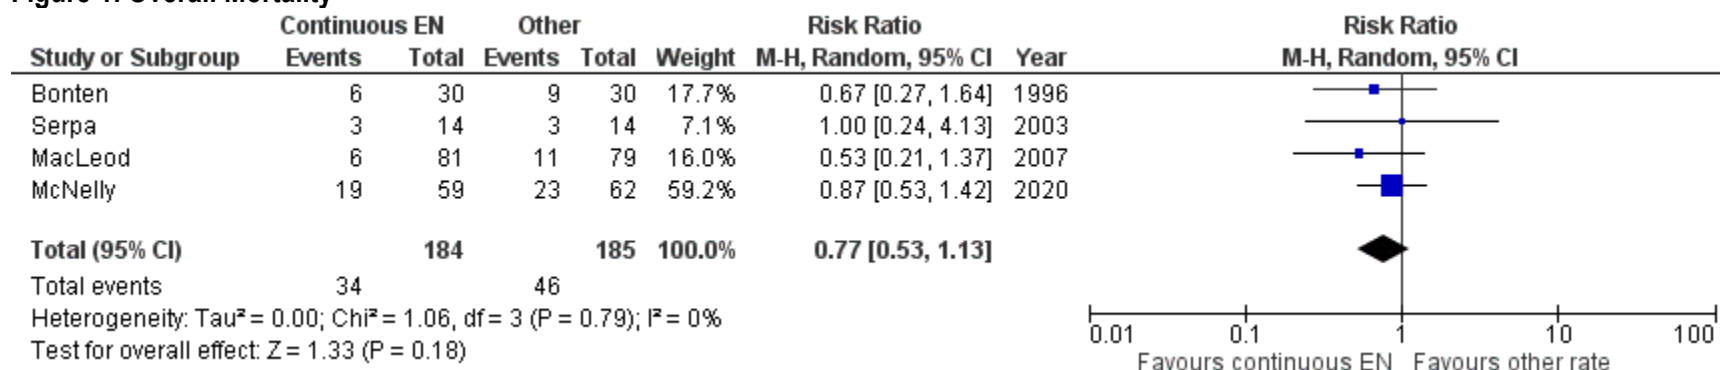 Figure 1: Overall Mortality
Continuous EN Other Risk Ratio Risk Ratio
Study or Subgroup Events Total Events Total Weight M-H, Random, 95% CI Year M-H, Random, 95% CI
Bonten 6 30 9 30 17.7% 0.67 [0.27, 1.64] 1996
Serpa 3 14 3 14 7.1% 1.00 [0.24, 4.13] 2003
MacLeod 6 81 11 79 16.0% 0.53 [0.21, 1.37] 2007
McNelly 19 59 23 62 59.2% 0.87 [0.53, 1.42] 2020
Total (95% CI) 184 185 100.0% 0.77 [0.53, 1.13]
Total events 34 46
Heterogeneity: Tau² = 0.00; Chi² = 1.06, df = 3 (P = 0.79); I² = 0%
Test for overall effect: Z = 1.33 (P = 0.18)
0.01 0.1 1 10 100
Favours continuous EN Favours other rate